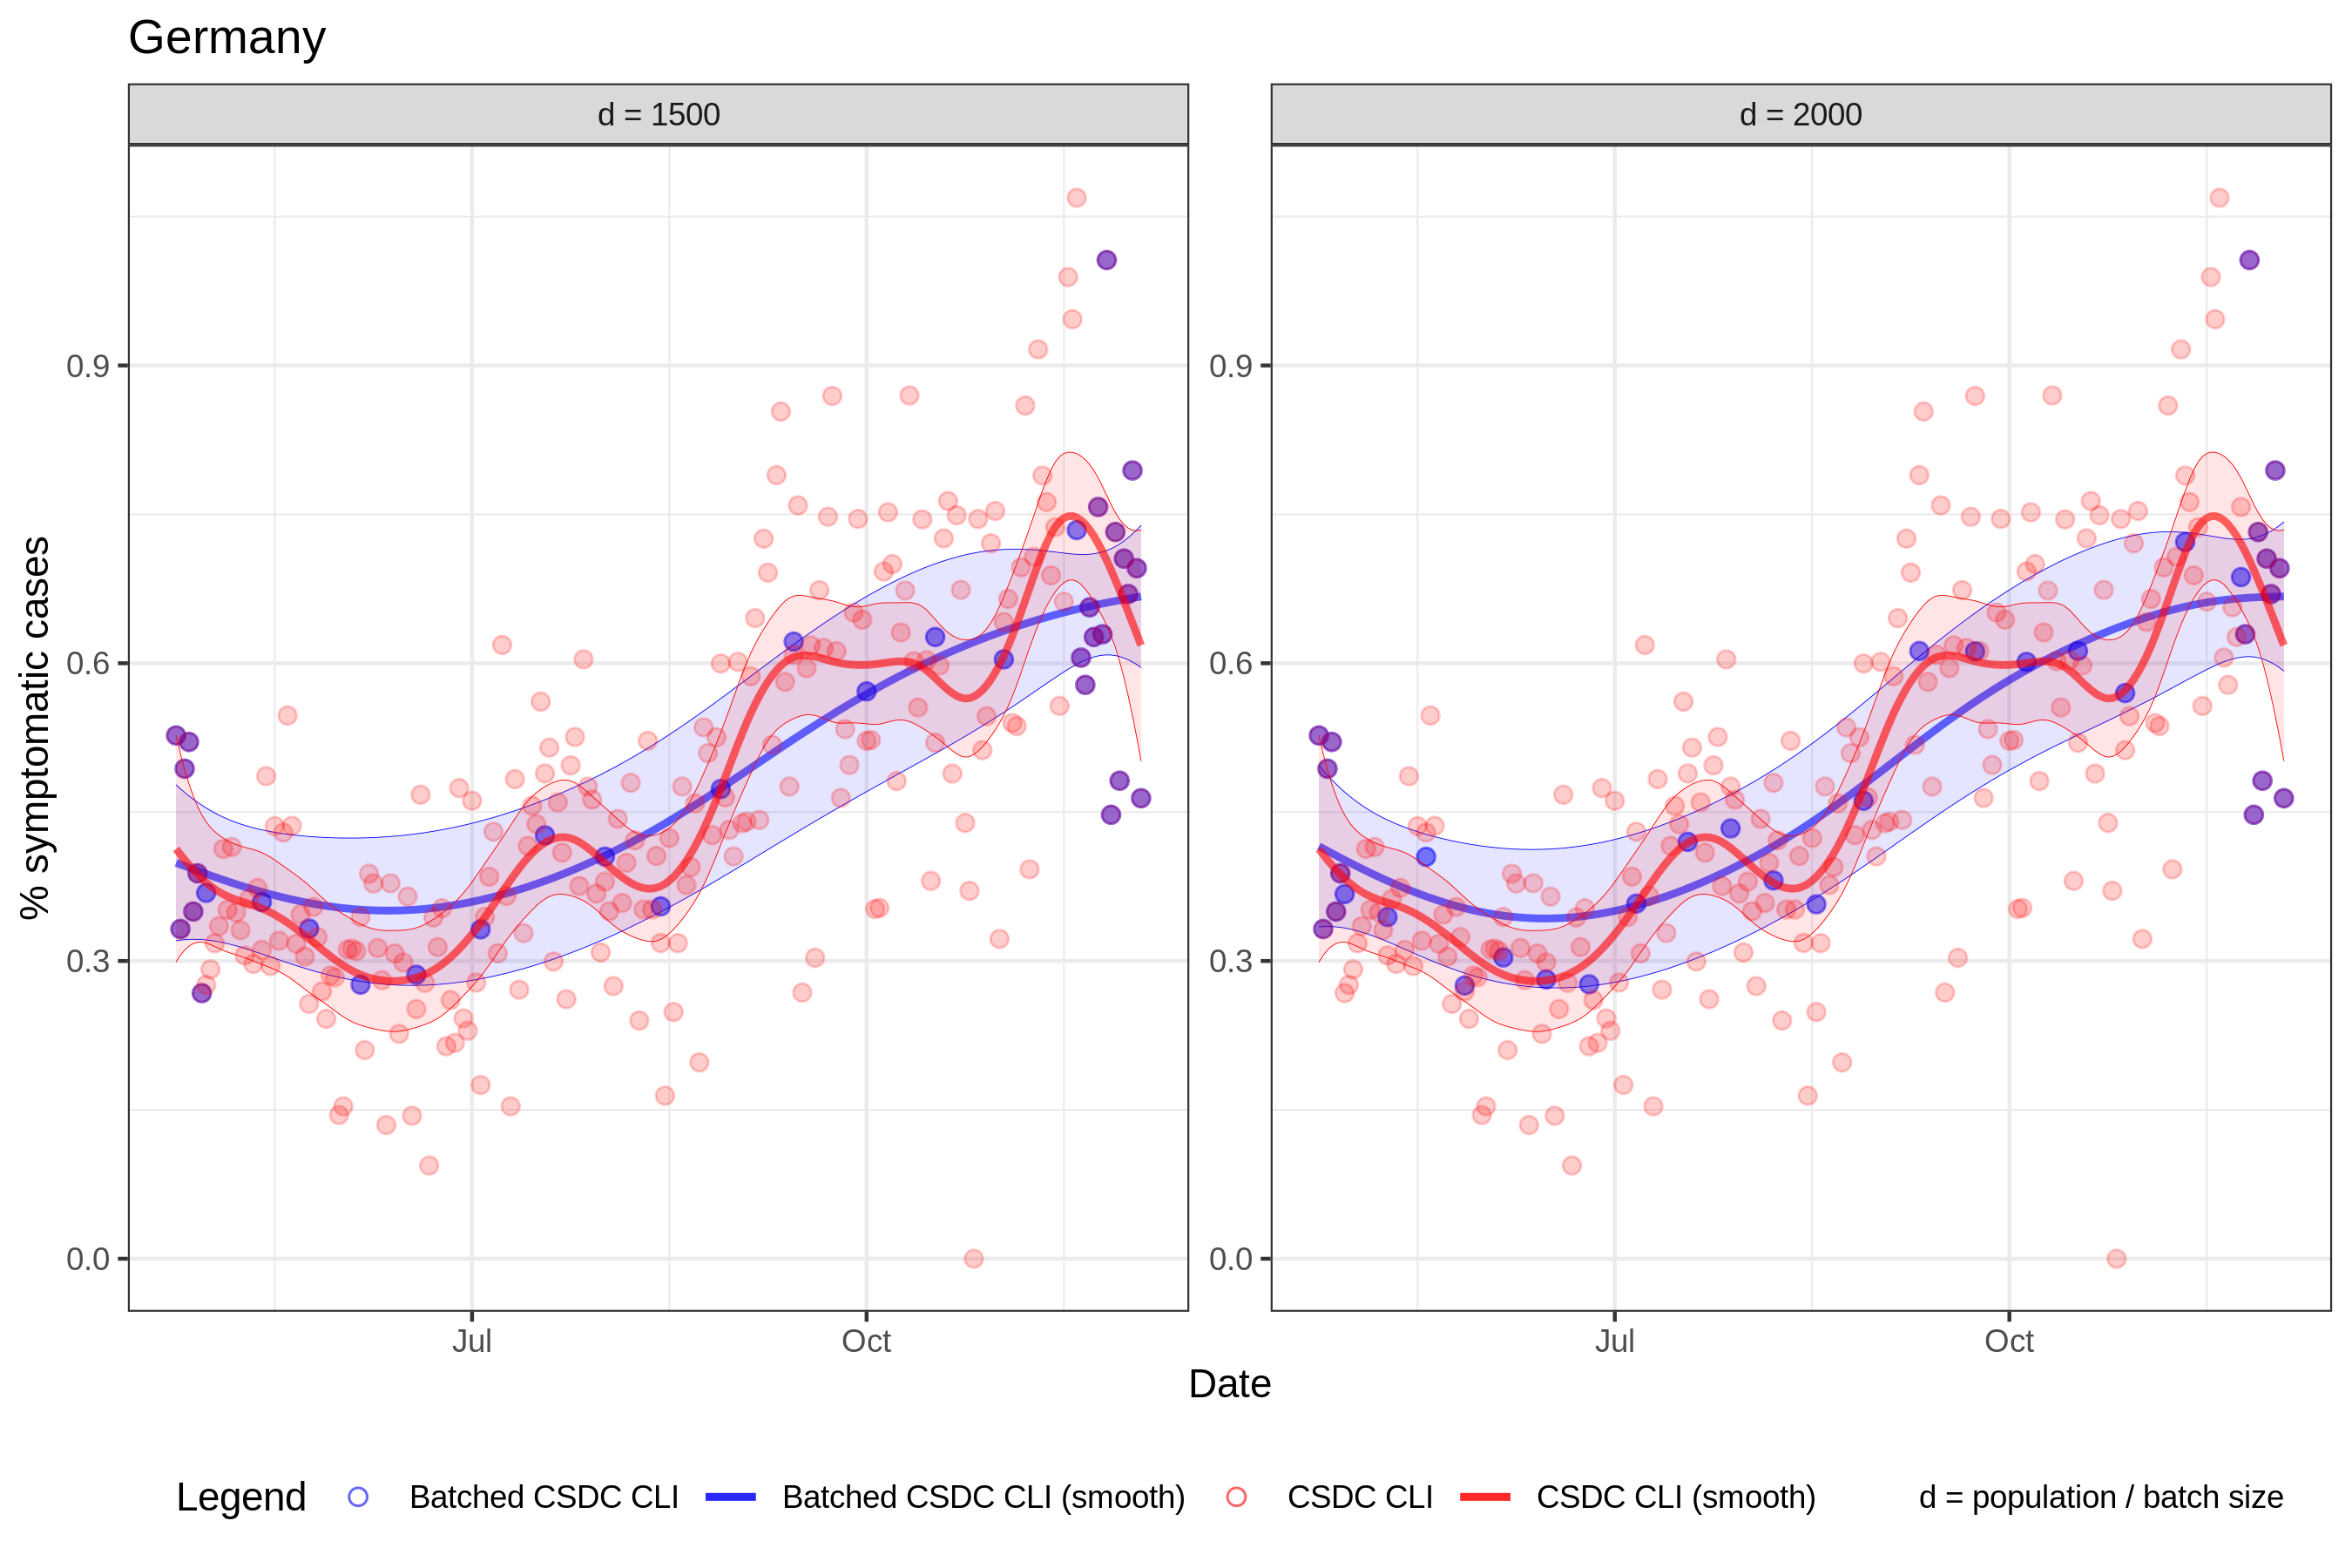 Germany
d = 1500
d = 2000
% symptomatic cases
0.9
0.6
0.3
0.0
0.9
0.6
0.3
0.0
Jul
Oct
Jul
Oct
Date
Legend
Batched CSDC CLI
Batched CSDC CLI (smooth)
CSDC CLI
CSDC CLI (smooth)
d = population / batch size